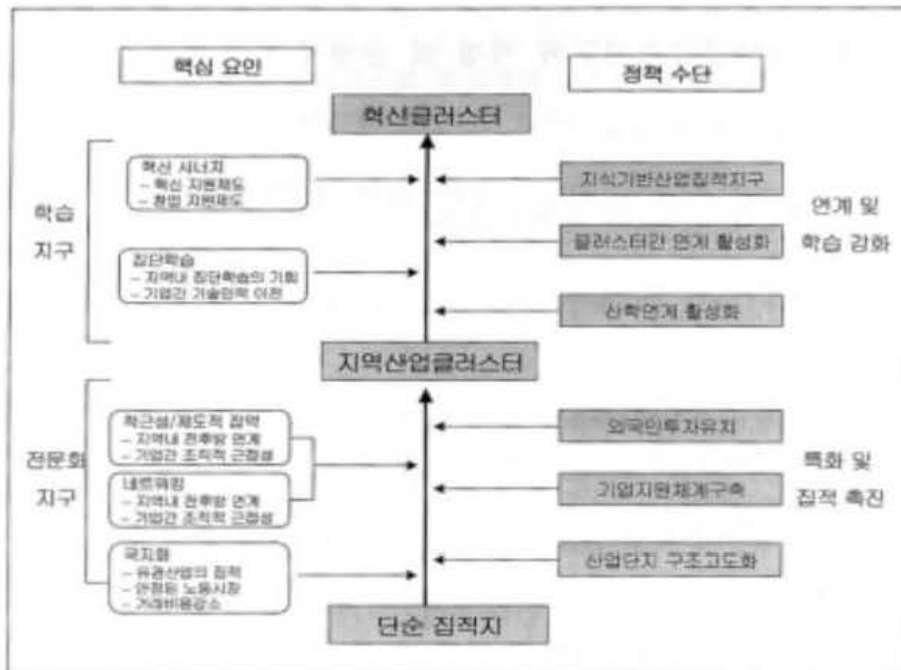 핵심 요인
정책 수단
혁신클러스터
혁신 시너지
– 혁신 지원제도
– 창업 지원제도
지식기반산업집적지구
학습
지구
연계 및
학습 강화
클러스터간 연계 활성화
집단학습
– 지역내 집단학습의 기회
– 기업간 기술인력 이전
산학연계 활성화
지역산업클러스터
착근성/제도적 집약
– 지역내 전후방 연계
– 기업간 조직적 근접성
외국인투자유치
전문화
지구
특화 및
집적 촉진
네트워킹
– 지역내 전후방 연계
– 기업간 조직적 근접성
기업지원체계구축
국지화
– 유관산업의 집적
– 안정된 노동시장
– 거래비용감소
산업단지 구조고도화
단순 집적지